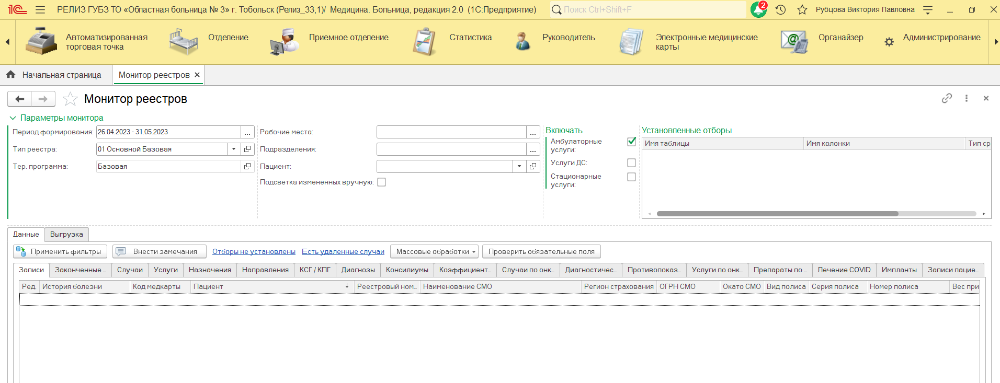 1С РЕЛИЗ ГУБЗ ТО «Областная больница № 3» г. Тобольск (Релиз_33,1)/ Медицина. Больница, редакция 2.0 (1С:Предприятие) Поиск Ctrl+Shift+F 2 Рубцова Виктория Павловна
Автоматизированная торговая точка
Отделение
Приемное отделение
Статистика
Руководитель
Электронные медицинские карты
Органайзер
Администрирование
Начальная страница Монитор реестров
Монитор реестров
Параметры монитора
Период формирования: 26.04.2023 - 31.05.2023 ...
Тип реестра: 01 Основной Базовая
Тер. программа: Базовая
Рабочие места: ...
Подразделения: ...
Пациент:
Подсветка измененных вручную:
Включать
Амбулаторные
услуги:
Услуги ДС:
Стационарные
услуги:
Установленные отборы
Имя таблицы Имя колонки Тип ср
Данные Выгрузка
Применить фильтры Внести замечания Отборы не установлены Есть удаленные случаи Массовые обработки Проверить обязательные поля
Записи Законченные ... Случаи Услуги Назначения Направления КСГ / КПГ Диагнозы Консилиумы Коэффициент... Случаи по онк... Диагностичес... Противопоказ... Услуги по онк... Препараты по ... Лечение COVID Импланты Записи пацие...
Ред. История болезни Код медкарты Пациент Реестровый ном... Наименование СМО Регион страхования ОГРН СМО Окато СМО Вид полиса Серия полиса Номер полиса Вес при